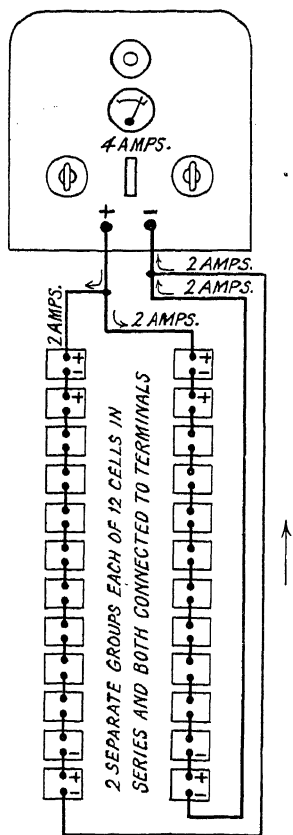 4 AMPS.
+ −
2 AMPS.
2 AMPS.
2 AMPS.
2 AMPS.
+ +
− −
+ +
2 SEPARATE GROUPS EACH OF 12 CELLS IN
SERIES AND BOTH CONNECTED TO TERMINALS
− −
+ +
− −